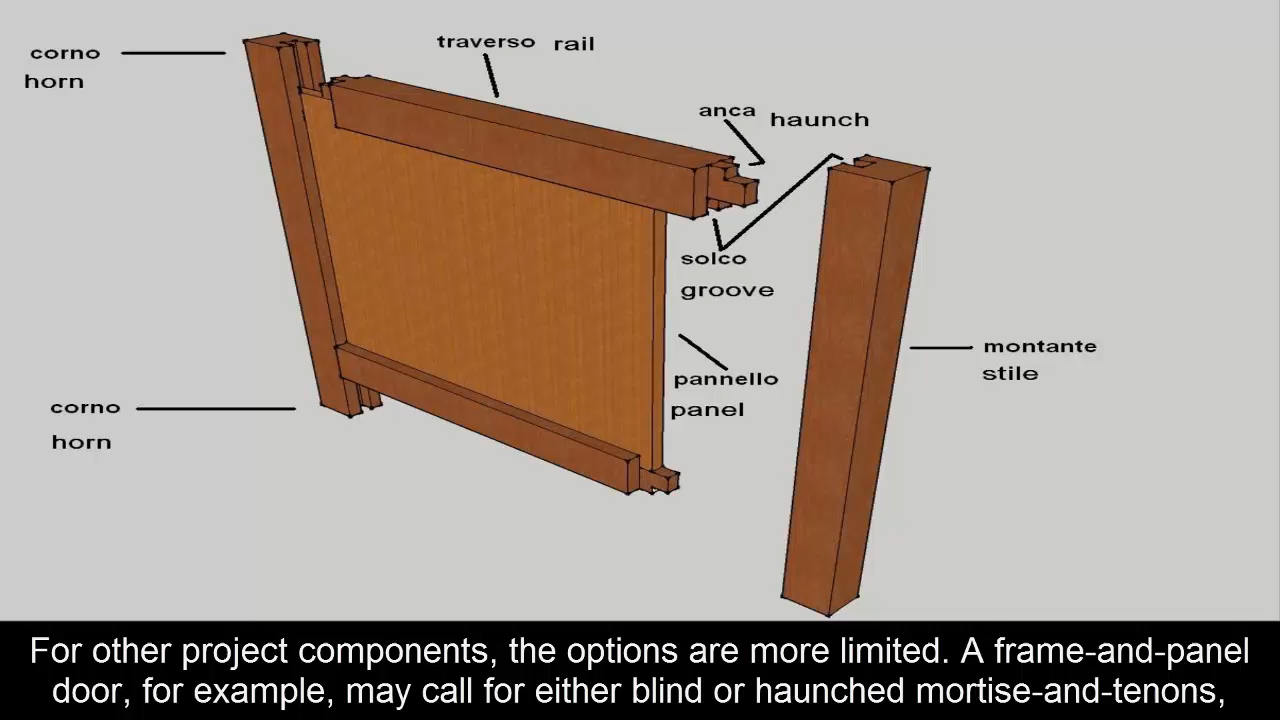 corno
horn
traverso rail
anca haunch
solco
groove
montante
stile
pannello
panel
corno
horn
For other project components, the options are more limited. A frame-and-panel
door, for example, may call for either blind or haunched mortise-and-tenons,